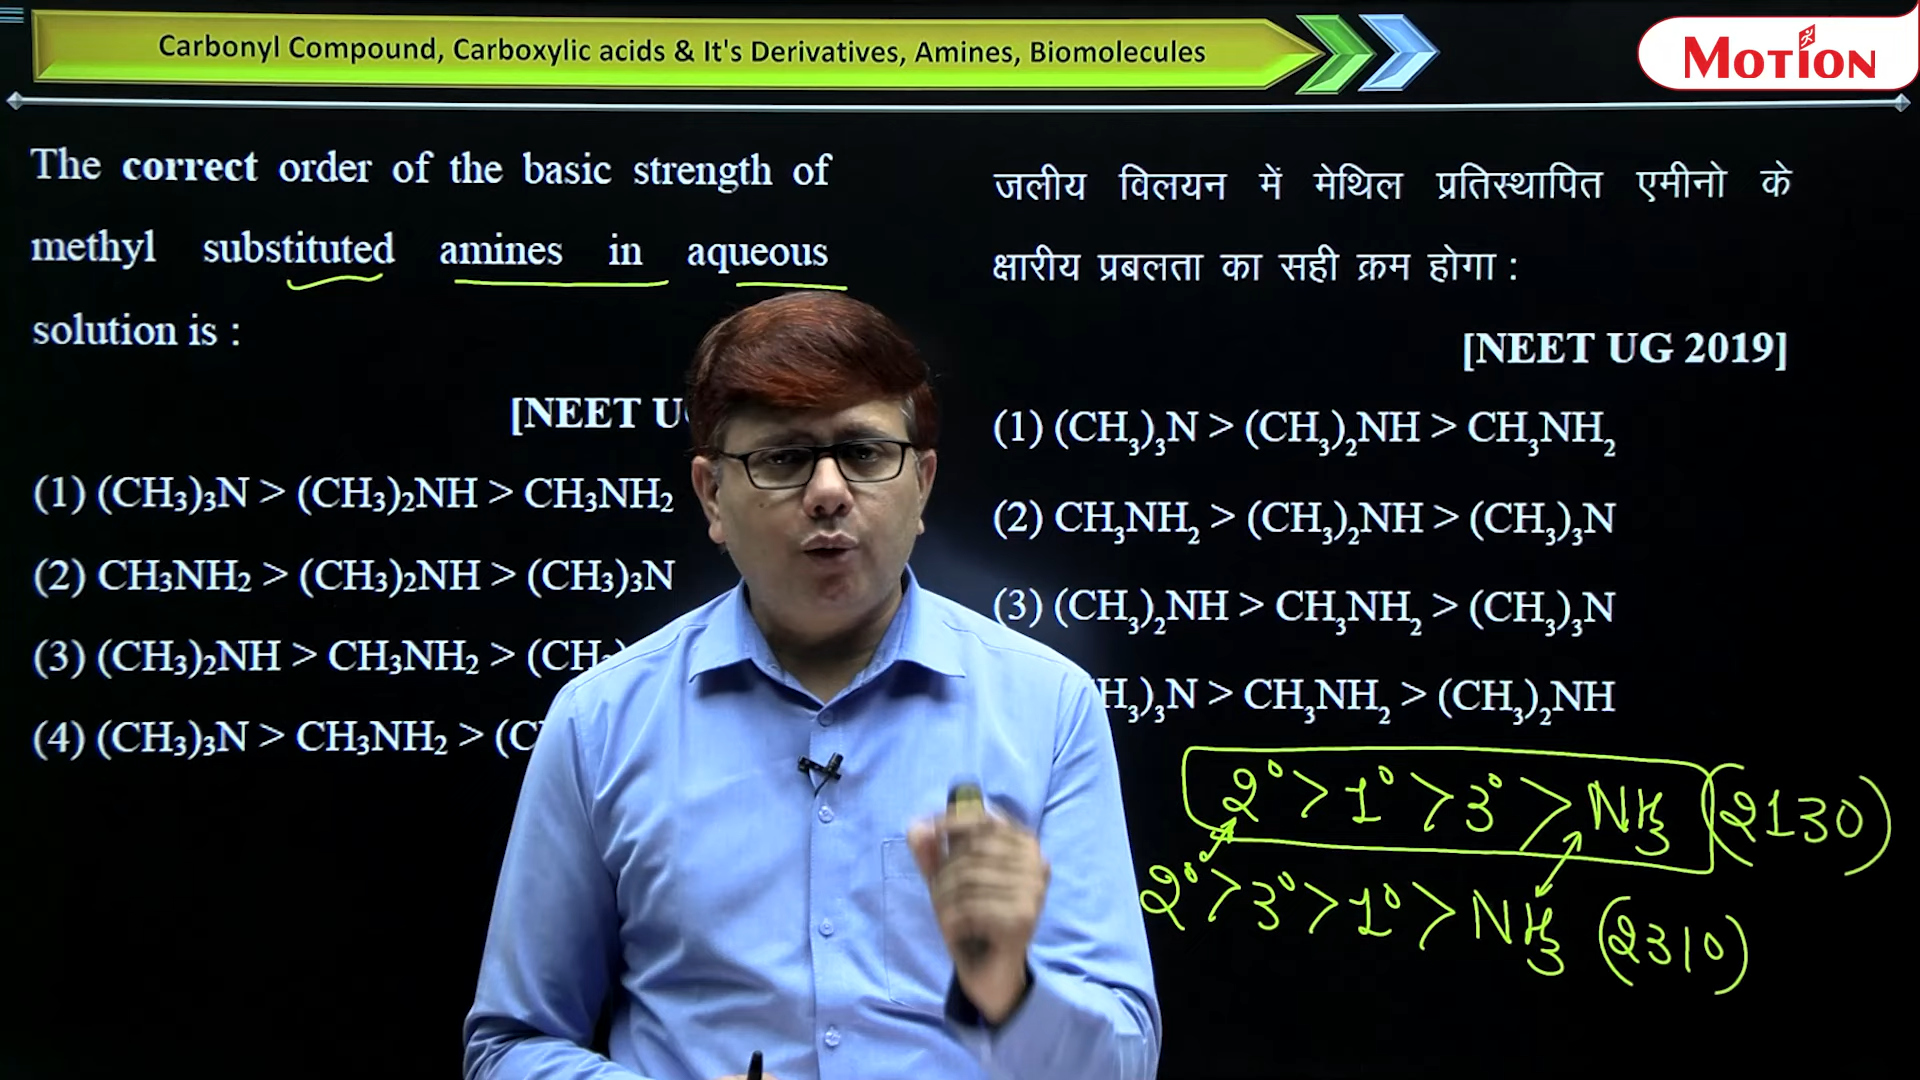 Carbonyl Compound, Carboxylic acids & It's Derivatives, Amines, Biomolecules
MOTION
The correct order of the basic strength of
methyl substituted amines in aqueous
solution is :
[NEET
(1) (CH₃)₃N > (CH₃)₂NH > CH₃NH₂
(2) CH₃NH₂ > (CH₃)₂NH > (CH₃)₃N
(3) (CH₃)₂NH > CH₃NH₂ > (CH₃
(4) (CH₃)₃N > CH₃NH₂ > (C
जलीय विलयन में मेथिल प्रतिस्थापित एमीनो के
क्षारीय प्रबलता का सही क्रम होगा :
[NEET UG 2019]
(1) (CH₃)₃N > (CH₃)₂NH > CH₃NH₂
(2) CH₃NH₂ > (CH₃)₂NH > (CH₃)₃N
(3) (CH₃)₂NH > CH₃NH₂ > (CH₃)₃N
H₃)₃N > CH₃NH₂ > (CH₃)₂NH
2° > 1° > 3° > NH₃ (2130)
2° > 3° > 1° > NH₃ (2310)